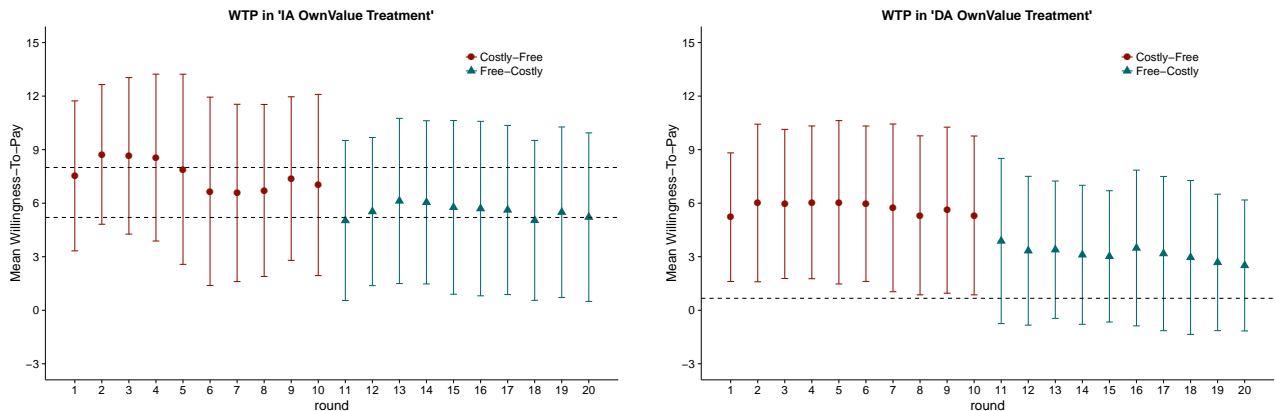 WTP in 'IA OwnValue Treatment'
Mean Willingness−To−Pay
15
12
9
6
3
0
−3
Costly−Free
Free−Costly
1 2 3 4 5 6 7 8 9 10 11 12 13 14 15 16 17 18 19 20
round
WTP in 'DA OwnValue Treatment'
Mean Willingness−To−Pay
15
12
9
6
3
0
−3
Costly−Free
Free−Costly
1 2 3 4 5 6 7 8 9 10 11 12 13 14 15 16 17 18 19 20
round